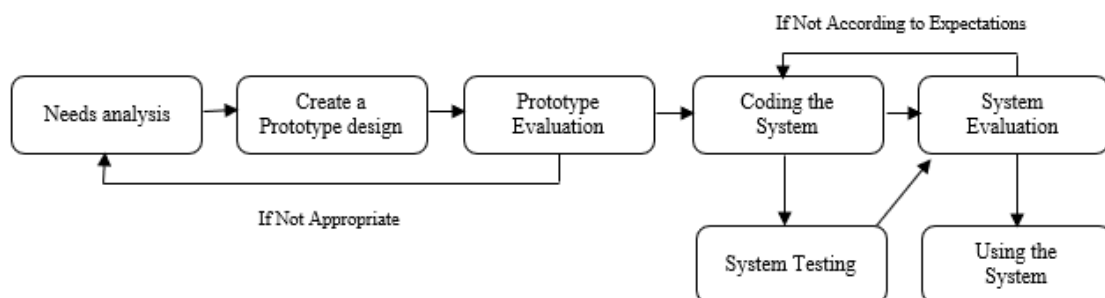 If Not According to Expectations
Needs analysis
Create a
Prototype design
Prototype
Evaluation
Coding the
System
System
Evaluation
If Not Appropriate
System Testing
Using the
System